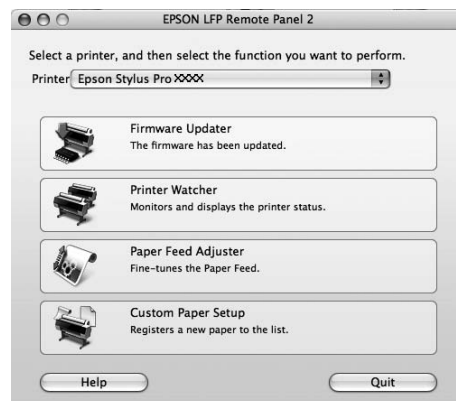 EPSON LFP Remote Panel 2
Select a printer, and then select the function you want to perform.
Printer Epson Stylus Pro XXXX
Firmware Updater
The firmware has been updated.
Printer Watcher
Monitors and displays the printer status.
Paper Feed Adjuster
Fine-tunes the Paper Feed.
Custom Paper Setup
Registers a new paper to the list.
Help Quit